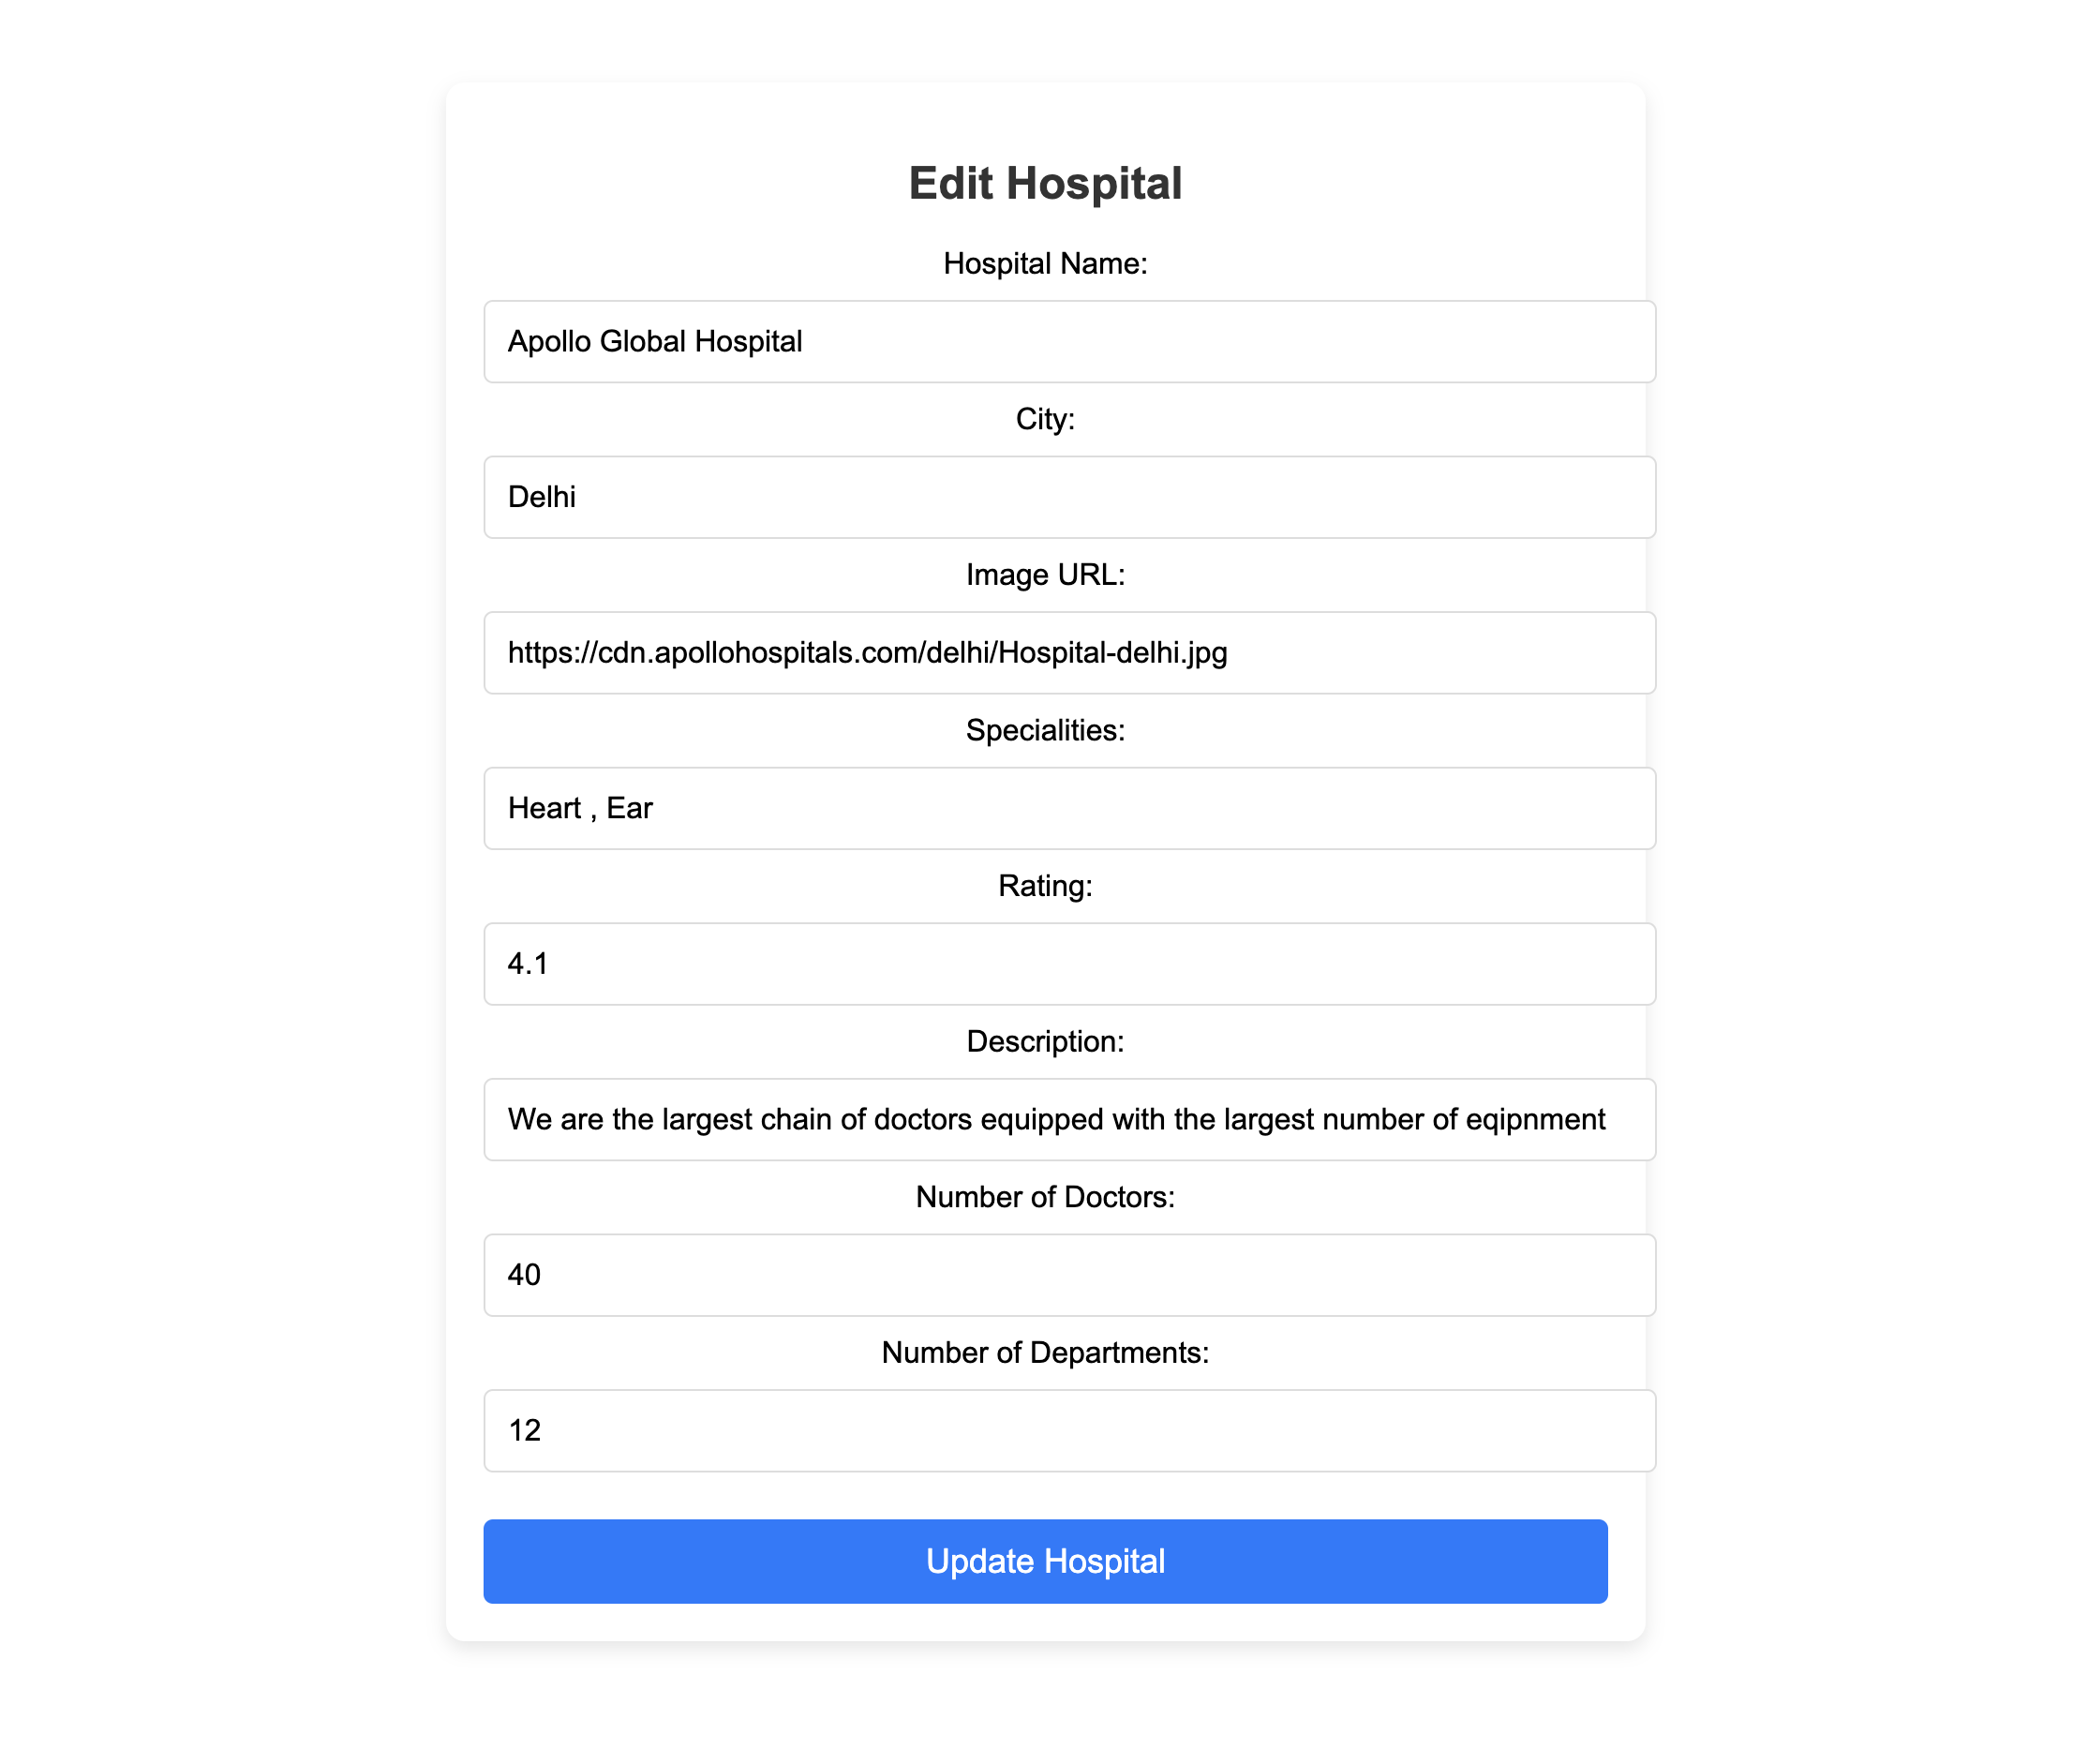 Edit Hospital
Hospital Name:
Apollo Global Hospital
City:
Delhi
Image URL:
https://cdn.apollohospitals.com/delhi/Hospital-delhi.jpg
Specialities:
Heart , Ear
Rating:
4.1
Description:
We are the largest chain of doctors equipped with the largest number of eqipnment
Number of Doctors:
40
Number of Departments:
12
Update Hospital